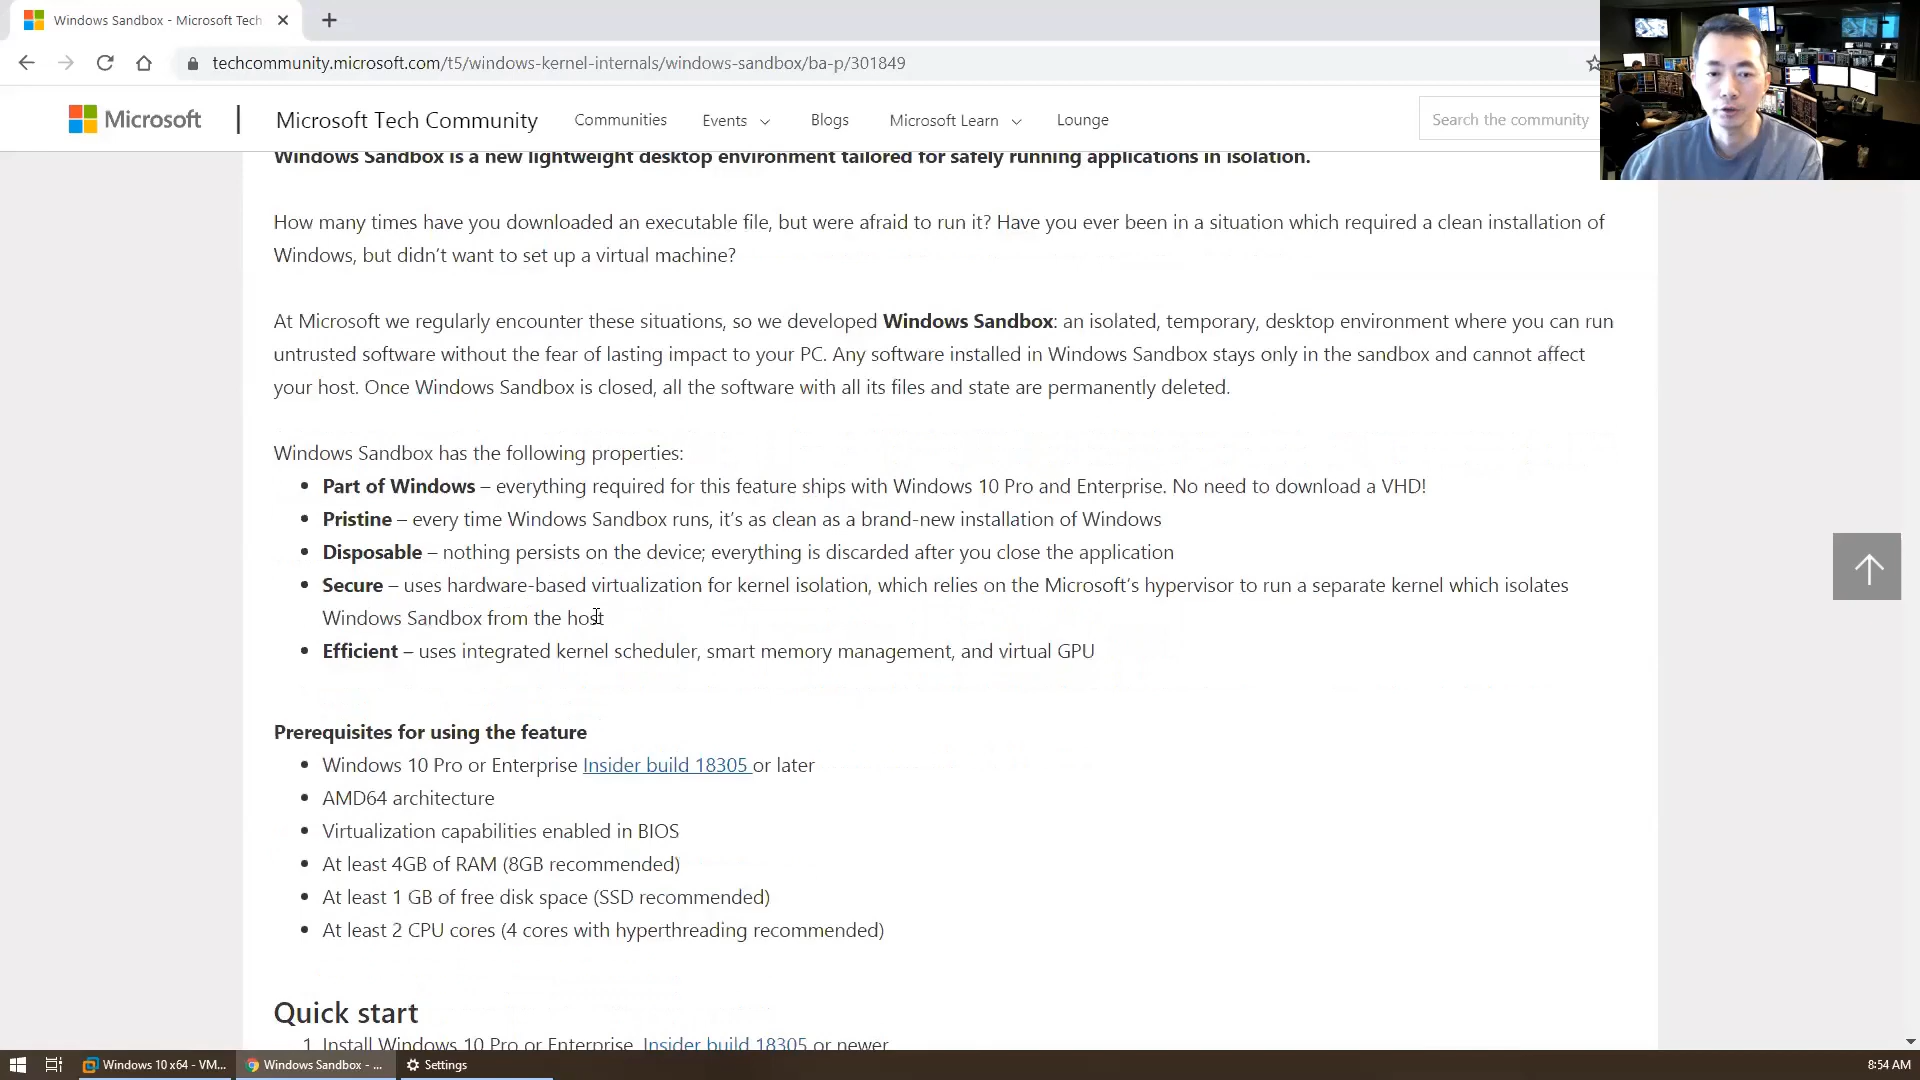 Windows Sandbox - Microsoft Tech
techcommunity.microsoft.com/t5/windows-kernel-internals/windows-sandbox/ba-p/301849
Microsoft
Microsoft Tech Community
Communities
Events
Blogs
Microsoft Learn
Lounge
Search the community
Windows Sandbox is a new lightweight desktop environment tailored for safely running applications in isolation.
How many times have you downloaded an executable file, but were afraid to run it? Have you ever been in a situation which required a clean installation of
Windows, but didn't want to set up a virtual machine?
At Microsoft we regularly encounter these situations, so we developed Windows Sandbox: an isolated, temporary, desktop environment where you can run
untrusted software without the fear of lasting impact to your PC. Any software installed in Windows Sandbox stays only in the sandbox and cannot affect
your host. Once Windows Sandbox is closed, all the software with all its files and state are permanently deleted.
Windows Sandbox has the following properties:
• Part of Windows – everything required for this feature ships with Windows 10 Pro and Enterprise. No need to download a VHD!
• Pristine – every time Windows Sandbox runs, it's as clean as a brand-new installation of Windows
• Disposable – nothing persists on the device; everything is discarded after you close the application
• Secure – uses hardware-based virtualization for kernel isolation, which relies on the Microsoft's hypervisor to run a separate kernel which isolates
Windows Sandbox from the host
• Efficient – uses integrated kernel scheduler, smart memory management, and virtual GPU
Prerequisites for using the feature
• Windows 10 Pro or Enterprise Insider build 18305 or later
• AMD64 architecture
• Virtualization capabilities enabled in BIOS
• At least 4GB of RAM (8GB recommended)
• At least 1 GB of free disk space (SSD recommended)
• At least 2 CPU cores (4 cores with hyperthreading recommended)
Quick start
1. Install Windows 10 Pro or Enterprise, Insider build 18305 or newer
Windows 10 x64 - VM...
Windows Sandbox - ...
Settings
8:54 AM